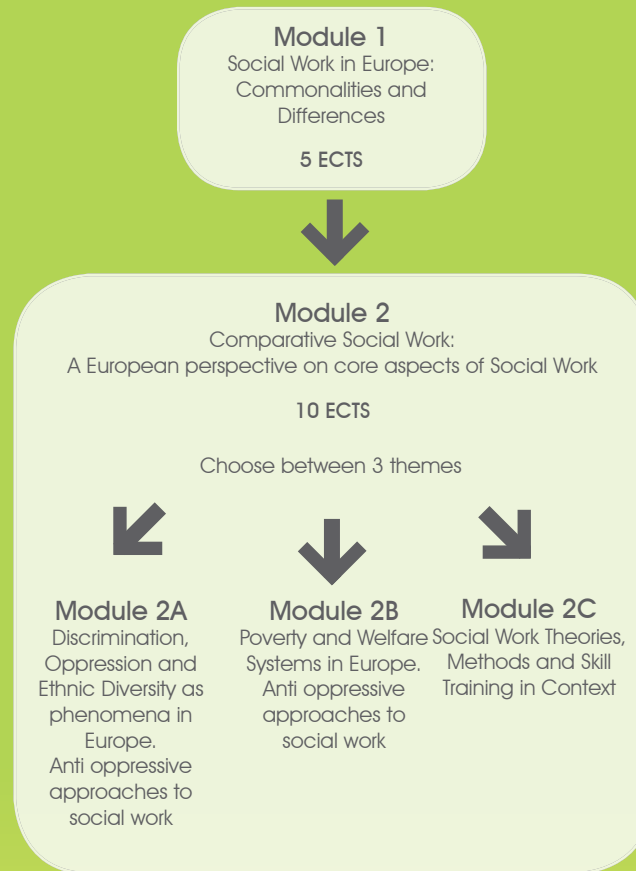 Module 1
Social Work in Europe:
Commonalities and
Differences
5 ECTS
Module 2
Comparative Social Work:
A European perspective on core aspects of Social Work
10 ECTS
Choose between 3 themes
Module 2A
Discrimination,
Oppression and
Ethnic Diversity as
phenomena in
Europe.
Anti oppressive
approaches to
social work
Module 2B
Poverty and Welfare
Systems in Europe.
Anti oppressive
approaches to
social work
Module 2C
Social Work Theories,
Methods and Skill
Training in Context